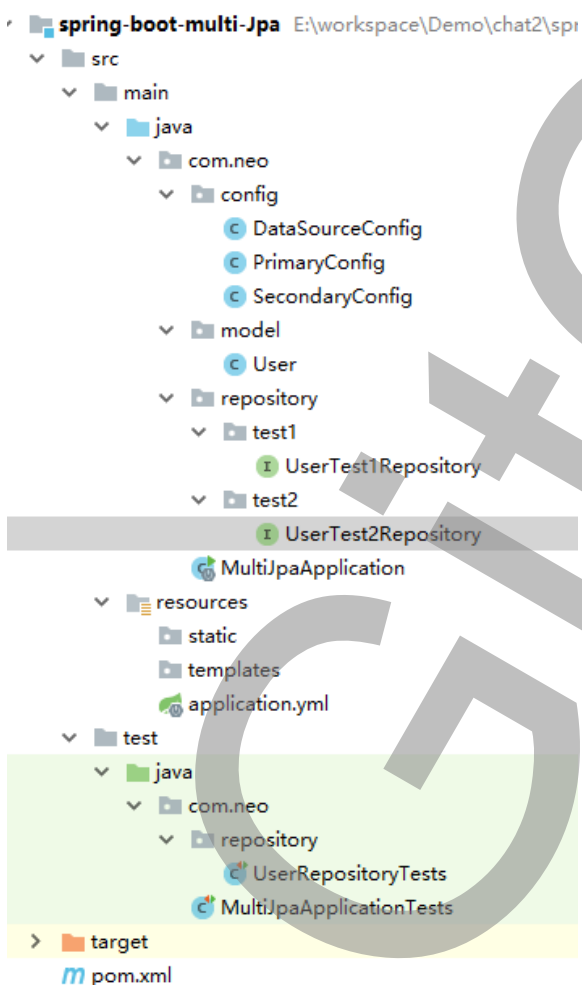 spring-boot-multi-Jpa E:\workspace\Demo\chat2\spr
src
main
java
com.neo
config
DataSourceConfig
PrimaryConfig
SecondaryConfig
model
User
repository
test1
UserTest1Repository
test2
UserTest2Repository
MultiJpaApplication
resources
static
templates
application.yml
test
java
com.neo
repository
UserRepositoryTests
MultiJpaApplicationTests
target
pom.xml